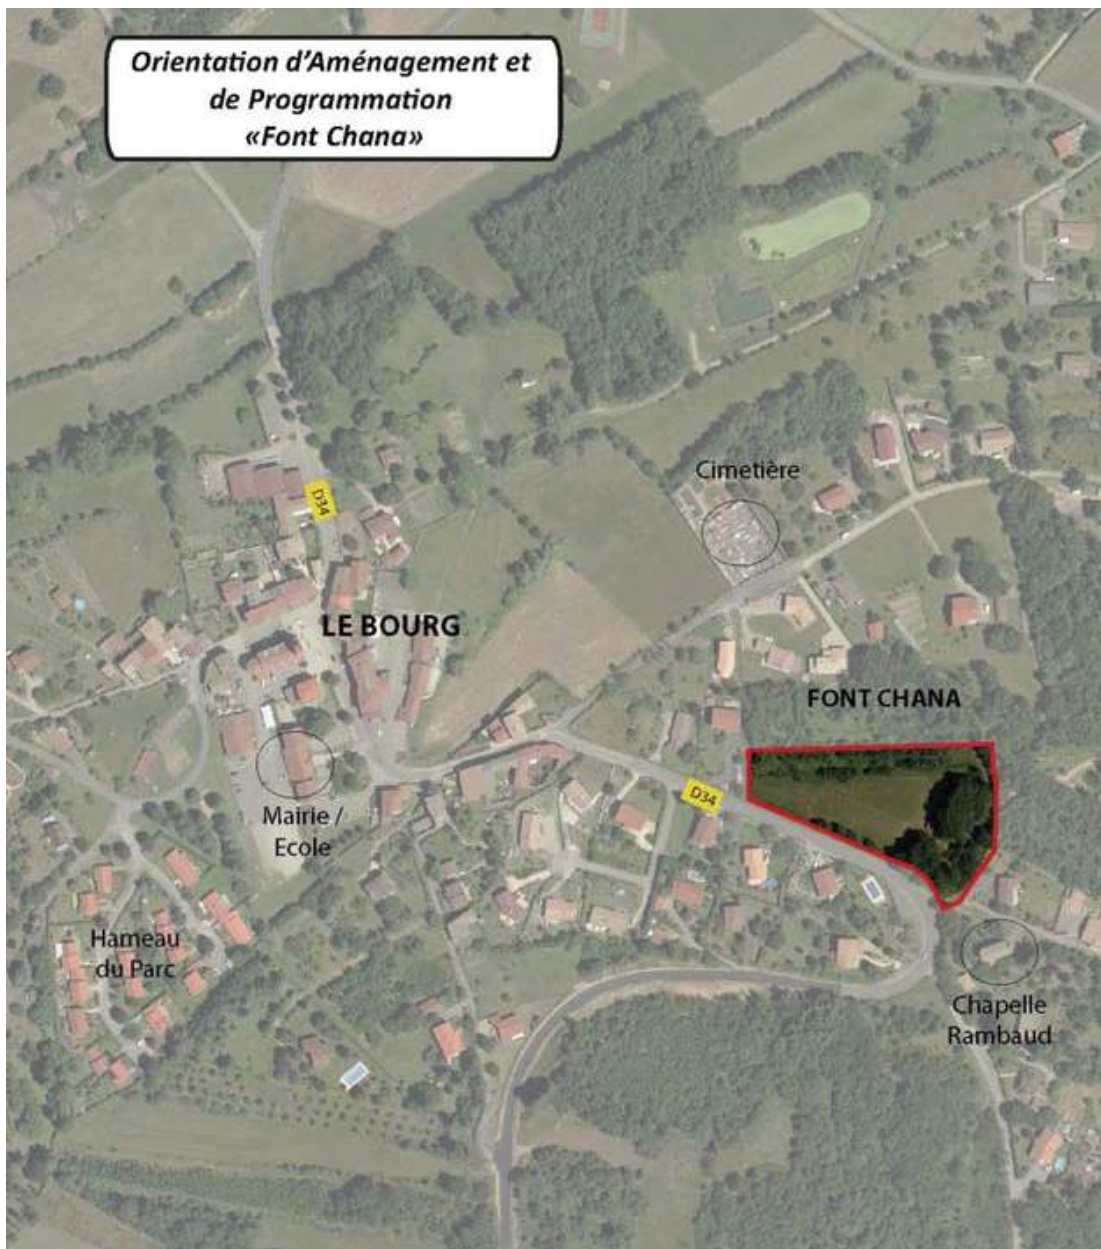 Orientation d'Aménagement et
de Programmation
«Font Chana»
Cimetière
D34
LE BOURG
FONT CHANA
D34
Mairie /
Ecole
Hameau
du Parc
Chapelle
Rambaud